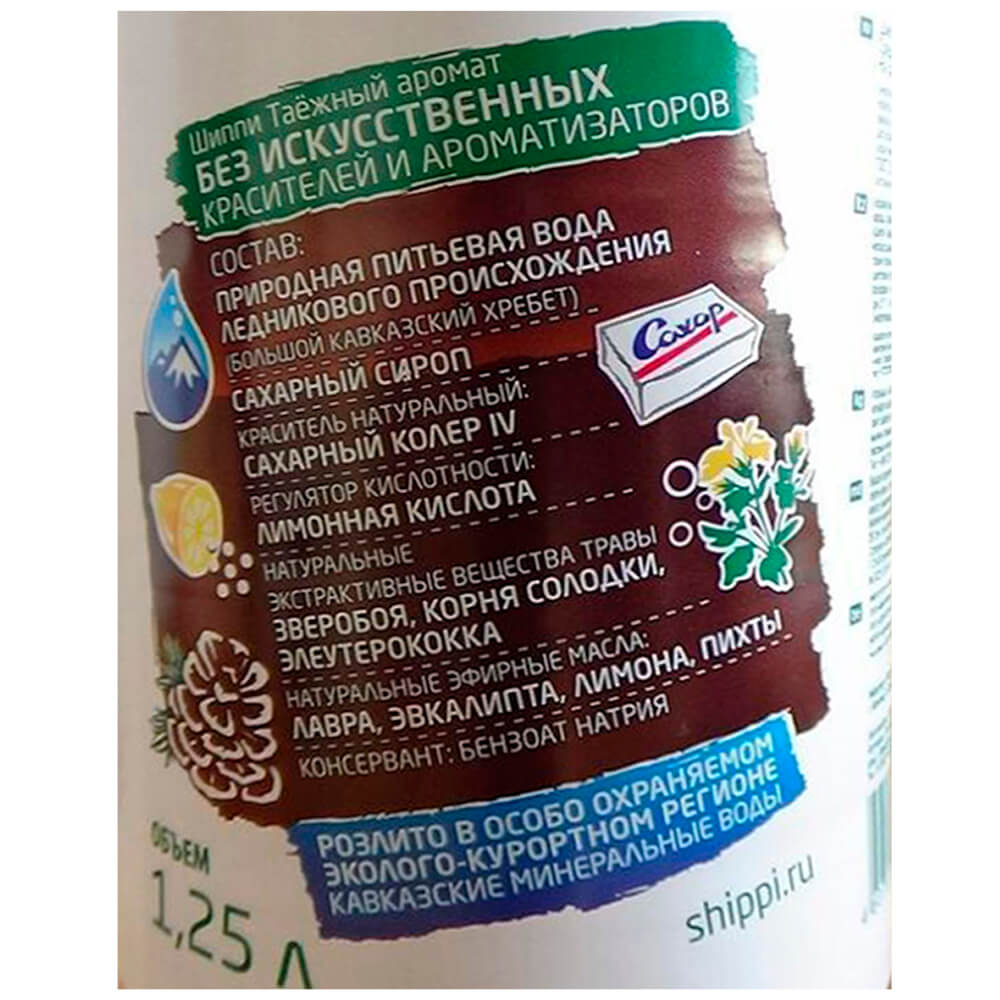 Шиппи Таёжный аромат
БЕЗ ИСКУССТВЕННЫХ
КРАСИТЕЛЕЙ И АРОМАТИЗАТОРОВ
СОСТАВ:
ПРИРОДНАЯ ПИТЬЕВАЯ ВОДА
ЛЕДНИКОВОГО ПРОИСХОЖДЕНИЯ
(БОЛЬШОЙ КАВКАЗСКИЙ ХРЕБЕТ)
Сахар
САХАРНЫЙ СИРОП
КРАСИТЕЛЬ НАТУРАЛЬНЫЙ:
САХАРНЫЙ КОЛЕР IV
РЕГУЛЯТОР КИСЛОТНОСТИ:
ЛИМОННАЯ КИСЛОТА
НАТУРАЛЬНЫЕ
ЭКСТРАКТИВНЫЕ ВЕЩЕСТВА ТРАВЫ
ЗВЕРОБОЯ, КОРНЯ СОЛОДКИ,
ЭЛЕУТЕРОКОККА
НАТУРАЛЬНЫЕ ЭФИРНЫЕ МАСЛА:
ЛАВРА, ЭВКАЛИПТА, ЛИМОНА, ПИХТЫ
КОНСЕРВАНТ: БЕНЗОАТ НАТРИЯ
РОЗЛИТО В ОСОБО ОХРАНЯЕМОМ
ЭКОЛОГО-КУРОРТНОМ РЕГИОНЕ
КАВКАЗСКИЕ МИНЕРАЛЬНЫЕ ВОДЫ
ОБЪЕМ
1,25 Л
shippi.ru